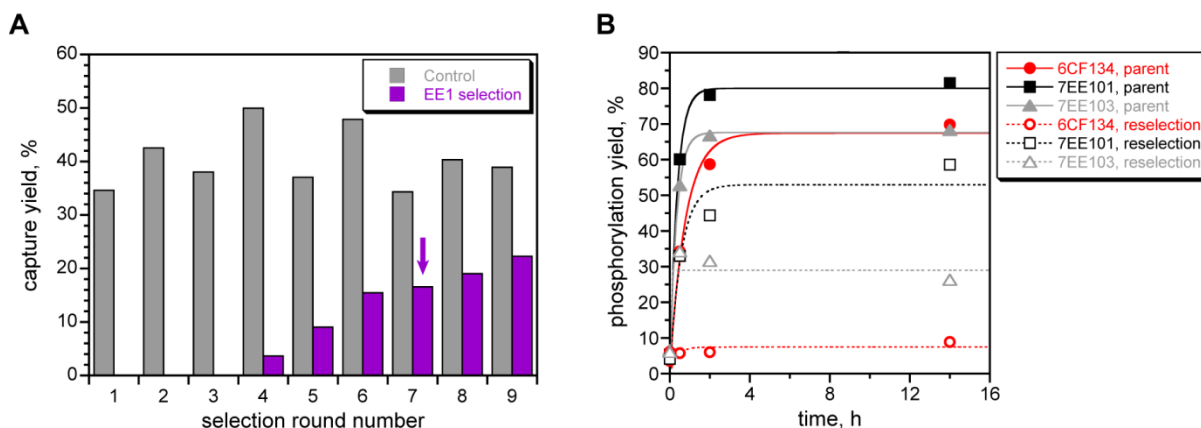 A
60
50
40
30
20
10
0
capture yield, %
Control
EE1 selection
1 2 3 4 5 6 7 8 9
selection round number
B
90
80
70
60
50
40
30
20
10
0
phosphorylation yield, %
0 4 8 12 16
time, h
6CF134, parent
7EE101, parent
7EE103, parent
6CF134, reselection
7EE101, reselection
7EE103, reselection